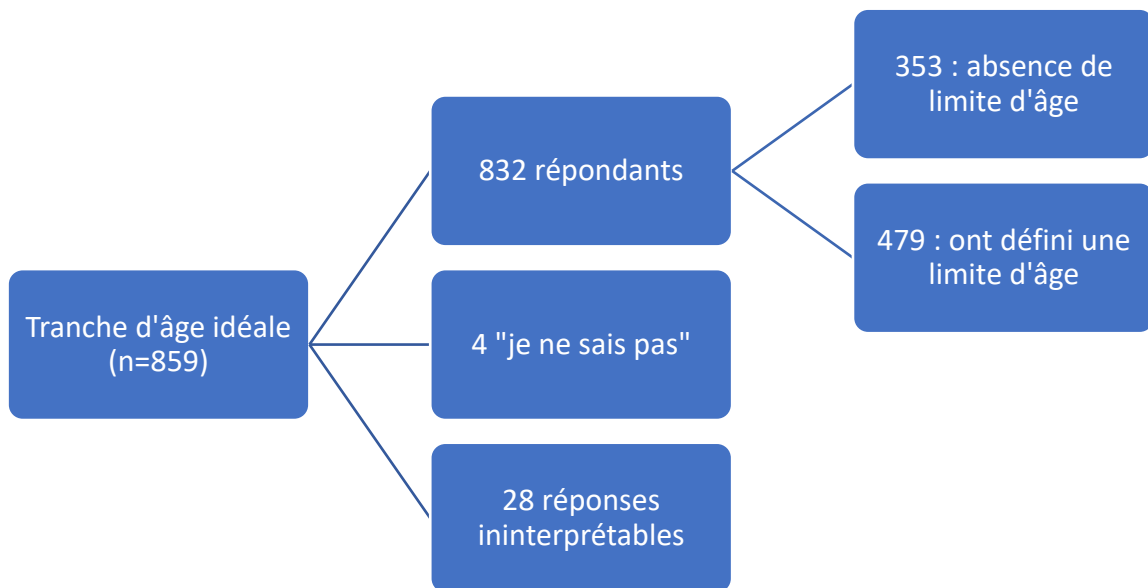 353 : absence de
limite d'âge
832 répondants
479 : ont défini une
limite d'âge
Tranche d'âge idéale
(n=859)
4 "je ne sais pas"
28 réponses
ininterprétables